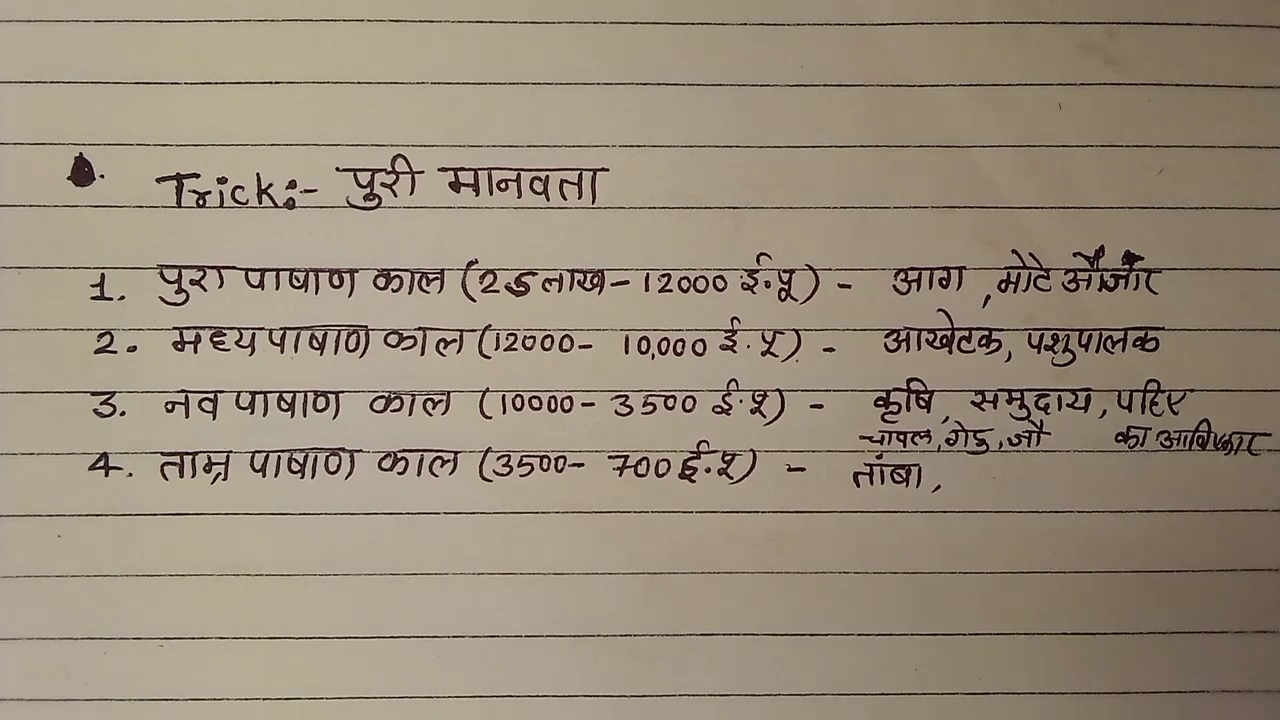 Trick:- पुरी मानवता
1. पुरा पाषाण काल (25 लाख - 12000 ई.पू) - आग, मोटे औजार
2. मध्य पाषाण काल (12000 - 10,000 ई.पू) - आखेटक, पशुपालक
3. नव पाषाण काल (10000 - 3500 ई.पू) - कृषि, समुदाय, पहिए
चावल, गेहु, जौ का आविष्कार
4. ताम्र पाषाण काल (3500 - 700 ई.पू) - तांबा,